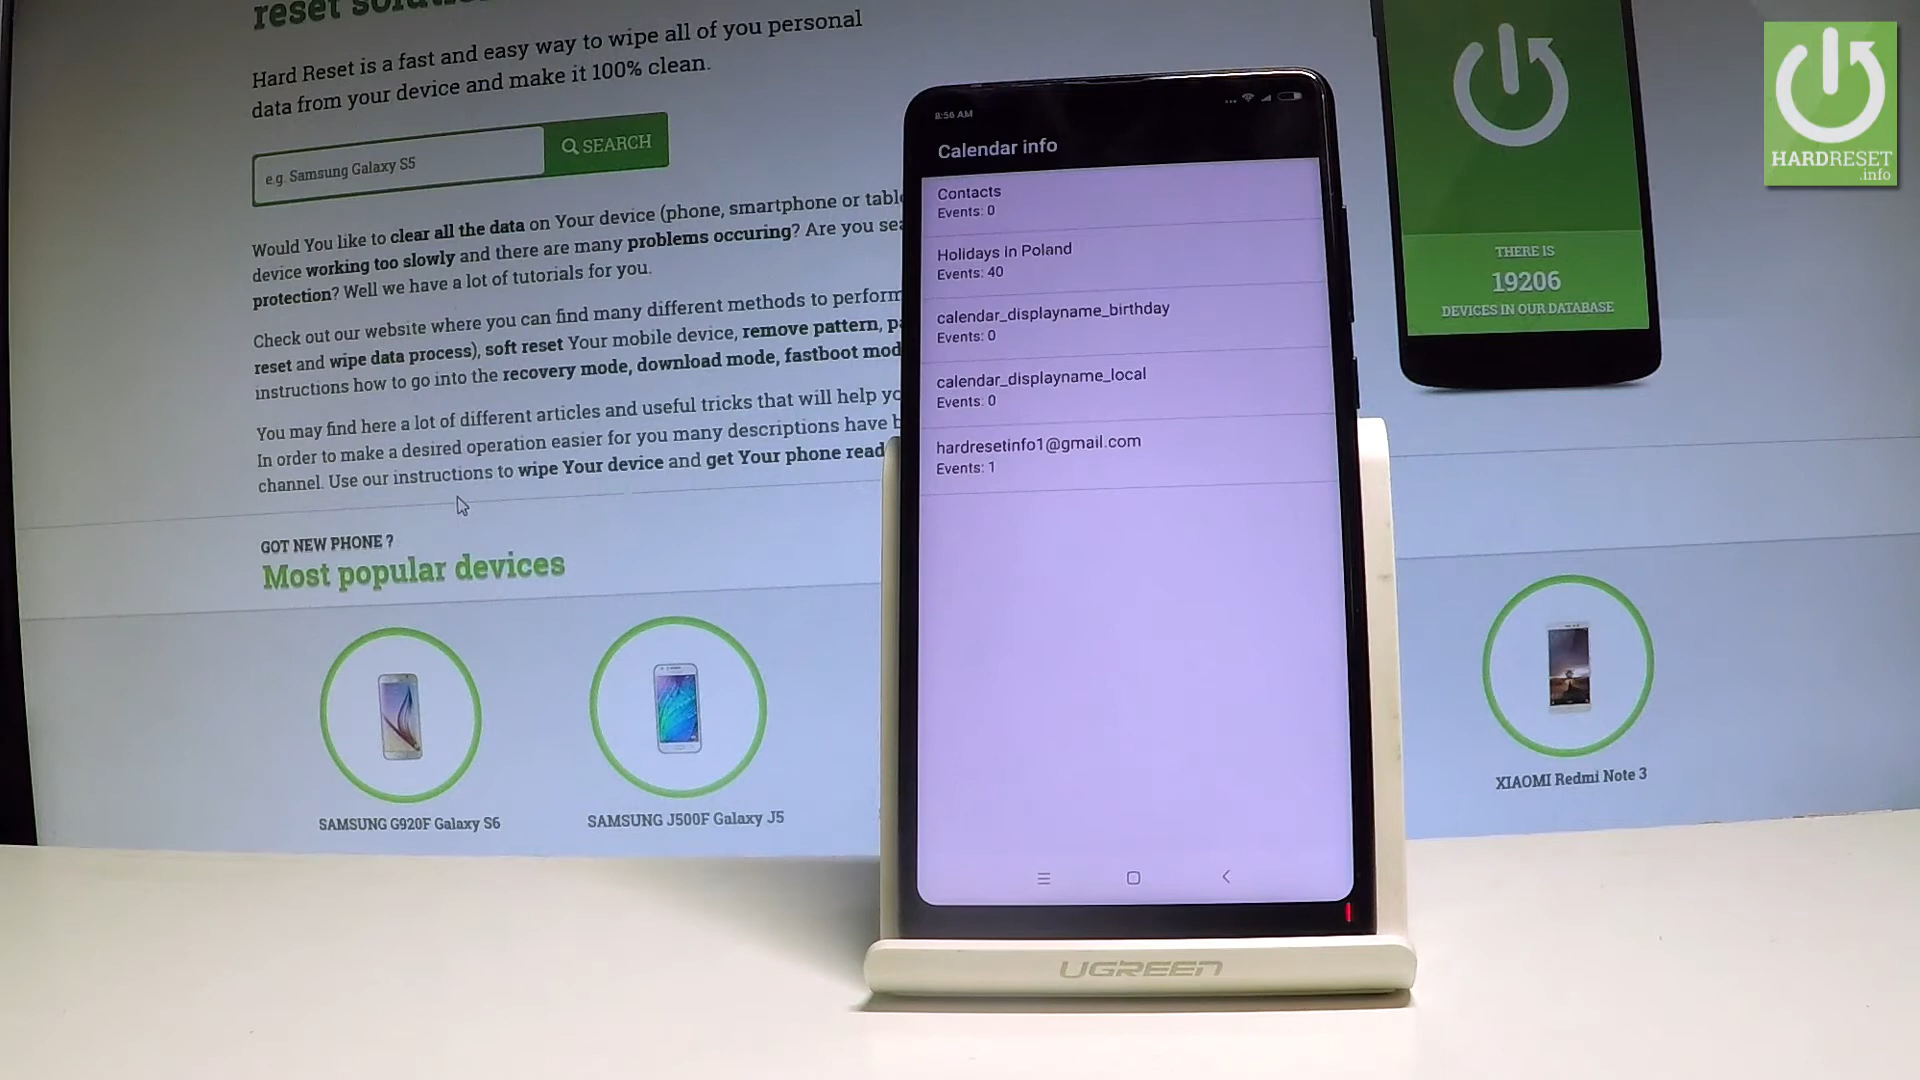 reset
Hard Reset is a fast and easy way to wipe all of you personal
data from your device and make it 100% clean.
e.g. Samsung Galaxy S5
SEARCH
Would You like to clear all the data on Your device (phone, smartphone or
device working too slowly and there are many problems occuring? Are you
protection? Well we have a lot of tutorials for you.
Check out our website where you can find many different methods to perform
reset and wipe data process), soft reset Your mobile device, remove pattern,
instructions how to go into the recovery mode, download mode, fastboot
You may find here a lot of different articles and useful tricks that will help
In order to make a desired operation easier for you many descriptions have
channel. Use our instructions to wipe Your device and get Your phone
GOT NEW PHONE ?
Most popular devices
SAMSUNG G920F Galaxy S6
SAMSUNG J500F Galaxy J5
XIAOMI Redmi Note 3
THERE IS
19206
DEVICES IN OUR DATABASE
HARDRESET
.info
8:56 AM
Calendar info
Contacts
Events: 0
Holidays in Poland
Events: 40
calendar_displayname_birthday
Events: 0
calendar_displayname_local
Events: 0
hardresetinfo1@gmail.com
Events: 1
UGREEN